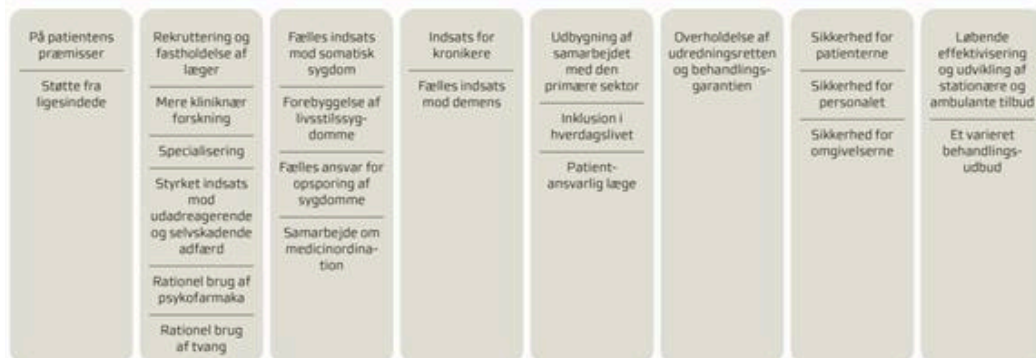 På patientens
præmisser
Støtte fra
ligesindede
Rekruttering og
fastholdelse af
læger
Mere kliniknær
forskning
Specialisering
Styrket indsats
mod
udadreagerende
og selvskadende
adfærd
Rationel brug af
psykofarmaka
Rationel brug
af tvang
Fælles indsats
mod somatisk
sygdom
Forebyggelse af
livsstilssyg-
domme
Fælles ansvar for
opsporing af
sygdomme
Samarbejde om
medicinordina-
tion
Indsats for
kronikere
Fælles indsats
mod demens
Udbygning af
samarbejdet
med den
primære sektor
Inklusion i
hverdagslivet
Patient-
ansvarlig læge
Overholdelse af
udredningsretten
og behandlings-
garantien
Sikkerhed for
patienterne
Sikkerhed for
personalet
Sikkerhed for
omgivelserne
Løbende
effektivisering
og udvikling af
stationære og
ambulante tilbud
Et varieret
behandlings-
udbud